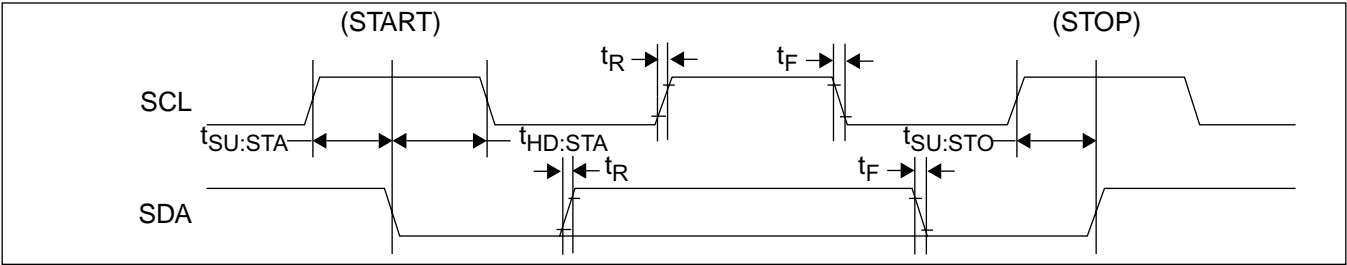 (START) (STOP)
tR tF
SCL
tSU:STA tHD:STA tSU:STO
tR tF
SDA